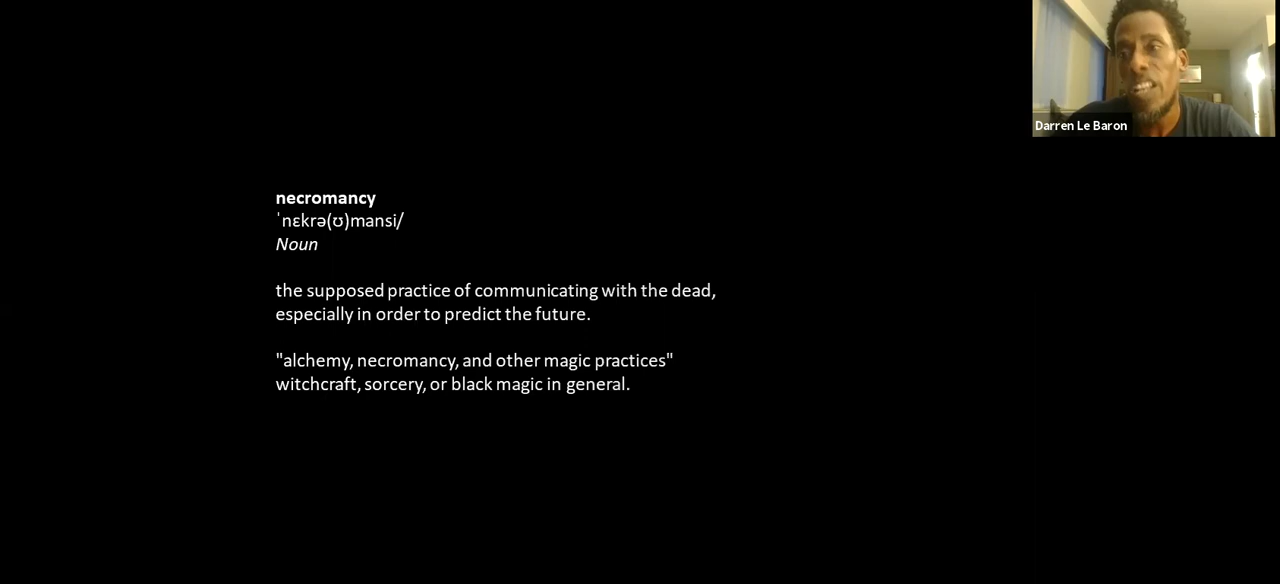 Darren Le Baron
necromancy
ˈnɛkrə(ʊ)mansi/
Noun
the supposed practice of communicating with the dead,
especially in order to predict the future.
"alchemy, necromancy, and other magic practices"
witchcraft, sorcery, or black magic in general.